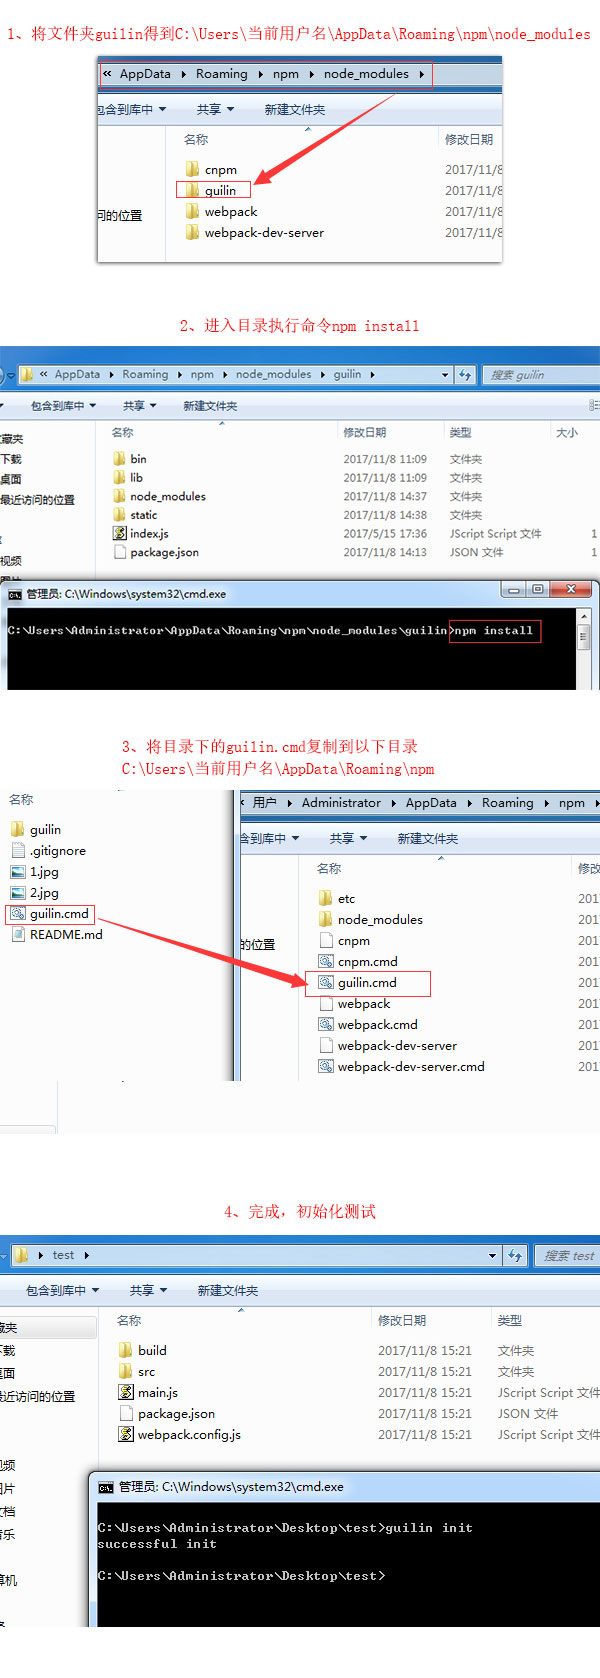 1、将文件夹guilin得到C:\Users\当前用户名\AppData\Roaming\npm\node_modules
« AppData ▸ Roaming ▸ npm ▸ node_modules ▸
包含到库中 ▼ 共享 ▼ 新建文件夹
名称 修改日期
cnpm 2017/11/8
guilin 2017/11/8
问的位置 webpack 2017/11/8
webpack-dev-server 2017/11/8
2、进入目录执行命令npm install
« AppData ▸ Roaming ▸ npm ▸ node_modules ▸ guilin ▸ 搜索 guilin
包含到库中 ▼ 共享 ▼ 新建文件夹
名称 修改日期 类型 大小
藏夹
下载 bin 2017/11/8 11:09 文件夹
桌面 lib 2017/11/8 11:09 文件夹
最近访问的位置 node_modules 2017/11/8 14:37 文件夹
static 2017/11/8 14:38 文件夹
index.js 2017/5/15 17:36 JScript Script 文件 1
视频 package.json 2017/11/8 14:13 JSON 文件 1
管理员: C:\Windows\system32\cmd.exe
C:\Users\Administrator\AppData\Roaming\npm\node_modules\guilin>npm install
3、将目录下的guilin.cmd复制到以下目录
C:\Users\当前用户名\AppData\Roaming\npm
名称
guilin
.gitignore
1.jpg
2.jpg
guilin.cmd
README.md
用户 ▸ Administrator ▸ AppData ▸ Roaming ▸ npm ▸
含到库中 ▼ 共享 ▼ 新建文件夹
名称 修改
etc 201
node_modules 201
的位置 cnpm 201
cnpm.cmd 201
guilin.cmd 201
webpack 201
webpack.cmd 201
webpack-dev-server 201
webpack-dev-server.cmd 201
4、完成，初始化测试
▸ test ▸ 搜索 test
包含到库中 ▼ 共享 ▼ 新建文件夹
藏夹 名称 修改日期 类型
下载 build 2017/11/8 15:21 文件夹
桌面 src 2017/11/8 15:21 文件夹
最近访问的位置 main.js 2017/11/8 15:21 JScript Script 文件
package.json 2017/11/8 15:21 JSON 文件
webpack.config.js 2017/11/8 15:21 JScript Script 文件
视频
图片
文档
音乐
算机
管理员: C:\Windows\system32\cmd.exe
C:\Users\Administrator\Desktop\test>guilin init
successful init
C:\Users\Administrator\Desktop\test>